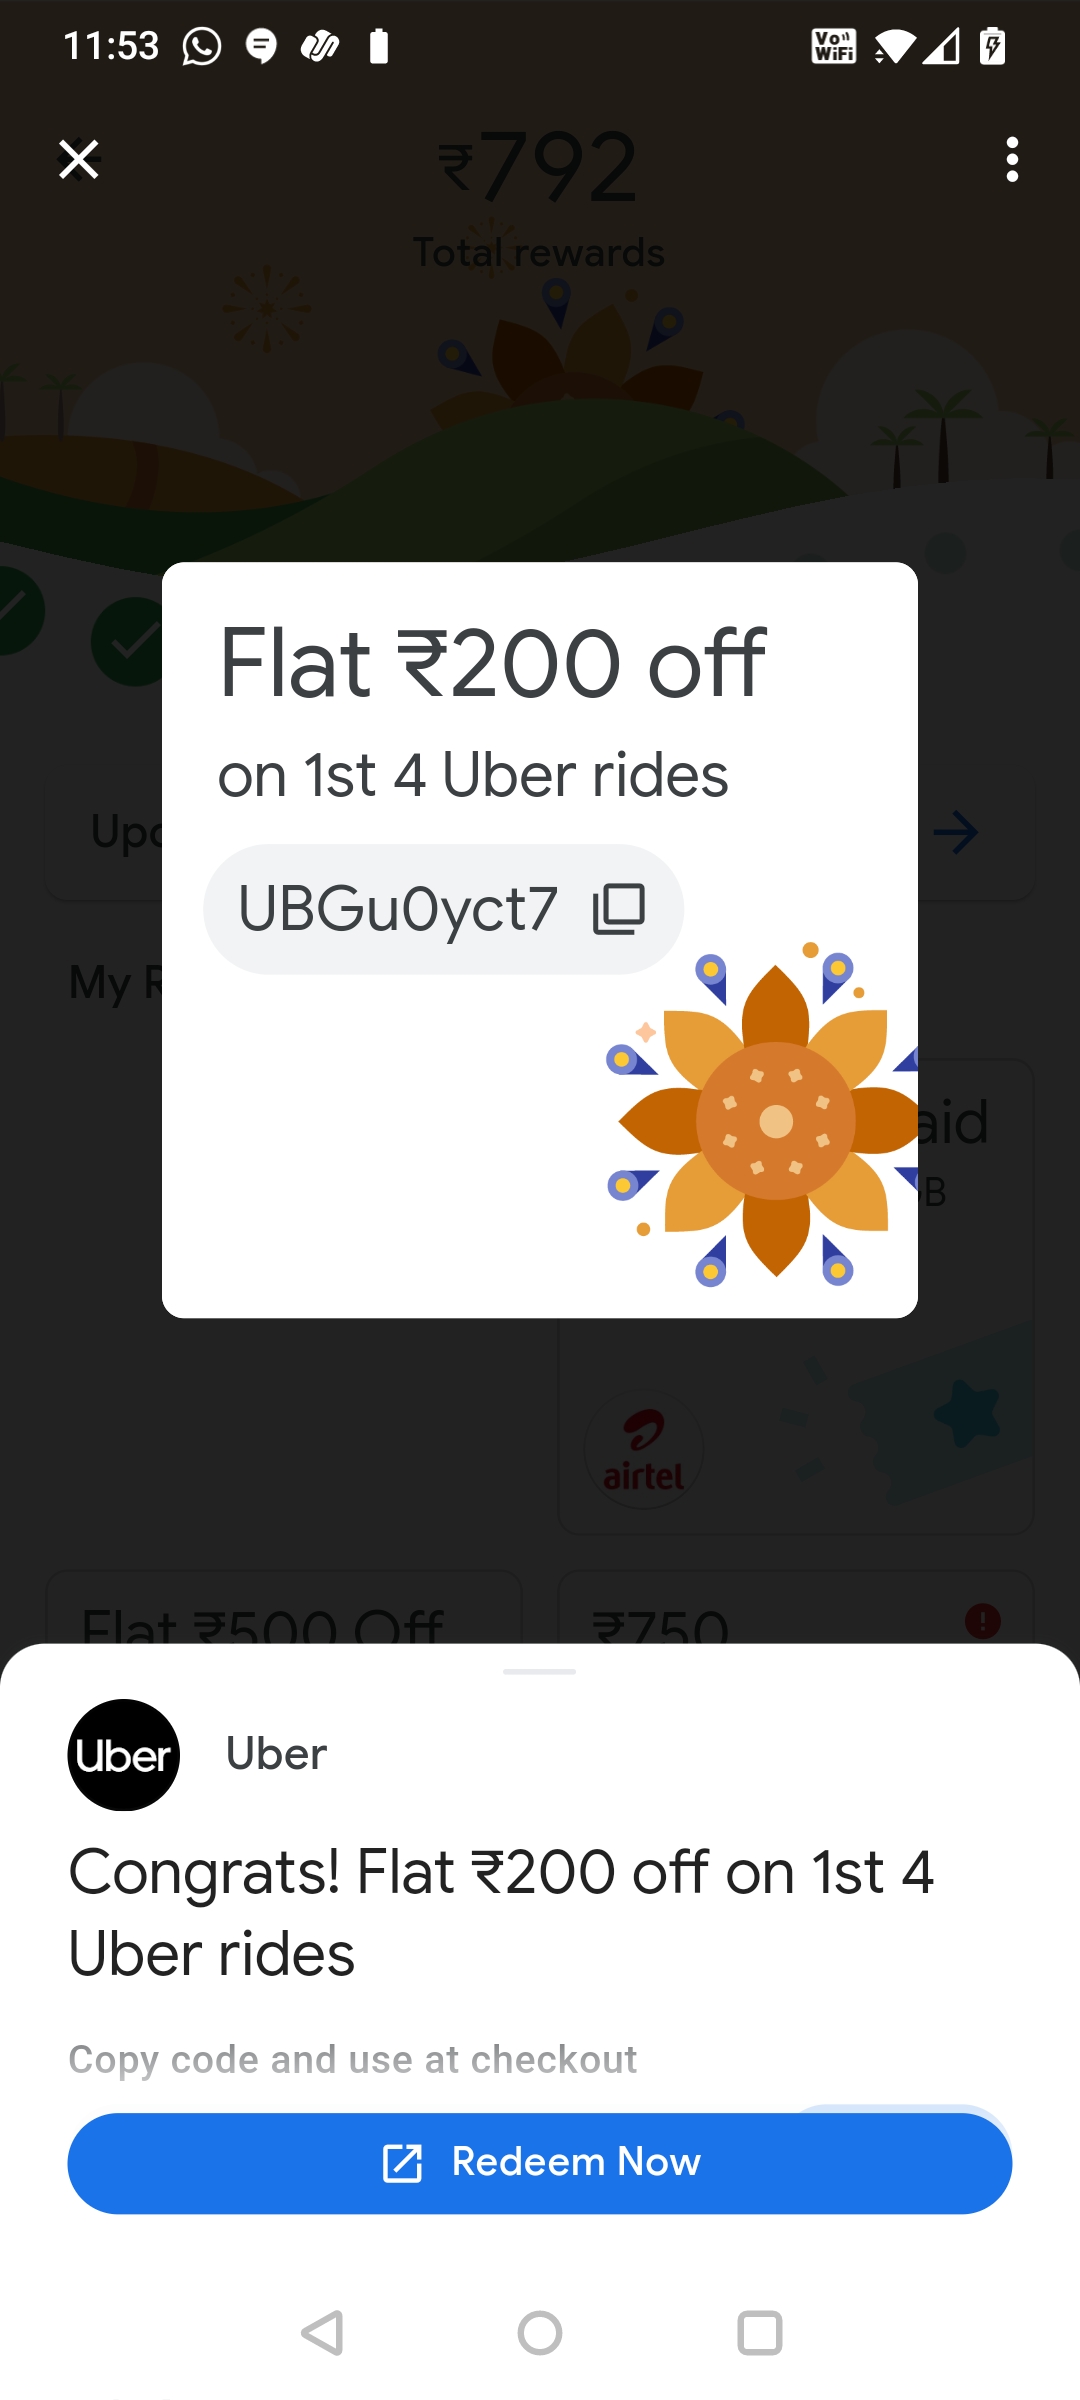 11:53
Vo
WiFi
₹792
Total rewards
Flat ₹200 off
on 1st 4 Uber rides
UBGu0yct7
My R
airtel
Flat ₹500 Off
₹750
Uber
Uber
Congrats! Flat ₹200 off on 1st 4
Uber rides
Copy code and use at checkout
Redeem Now